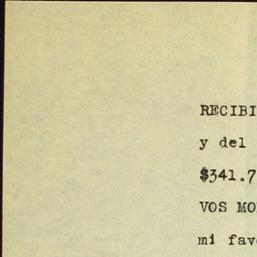 RECIBI
y del
$341.7
VOS MO
mi fav